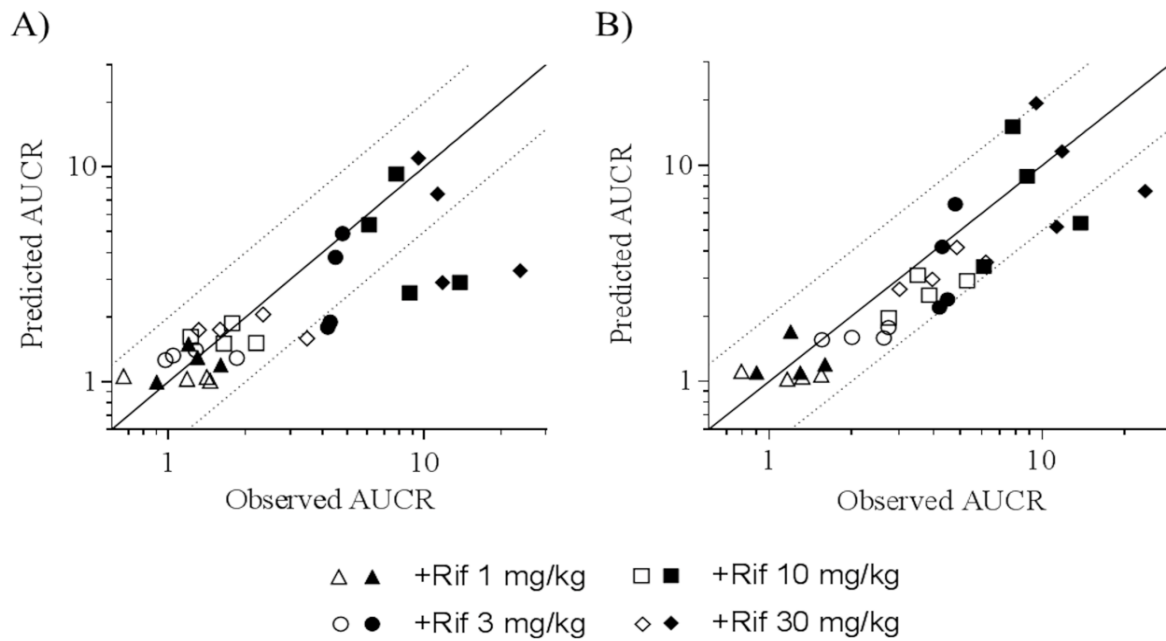 A)
B)
Predicted AUCR
10
1
1
10
Observed AUCR
Predicted AUCR
10
1
1
10
Observed AUCR
+Rif 1 mg/kg
+Rif 10 mg/kg
+Rif 3 mg/kg
+Rif 30 mg/kg